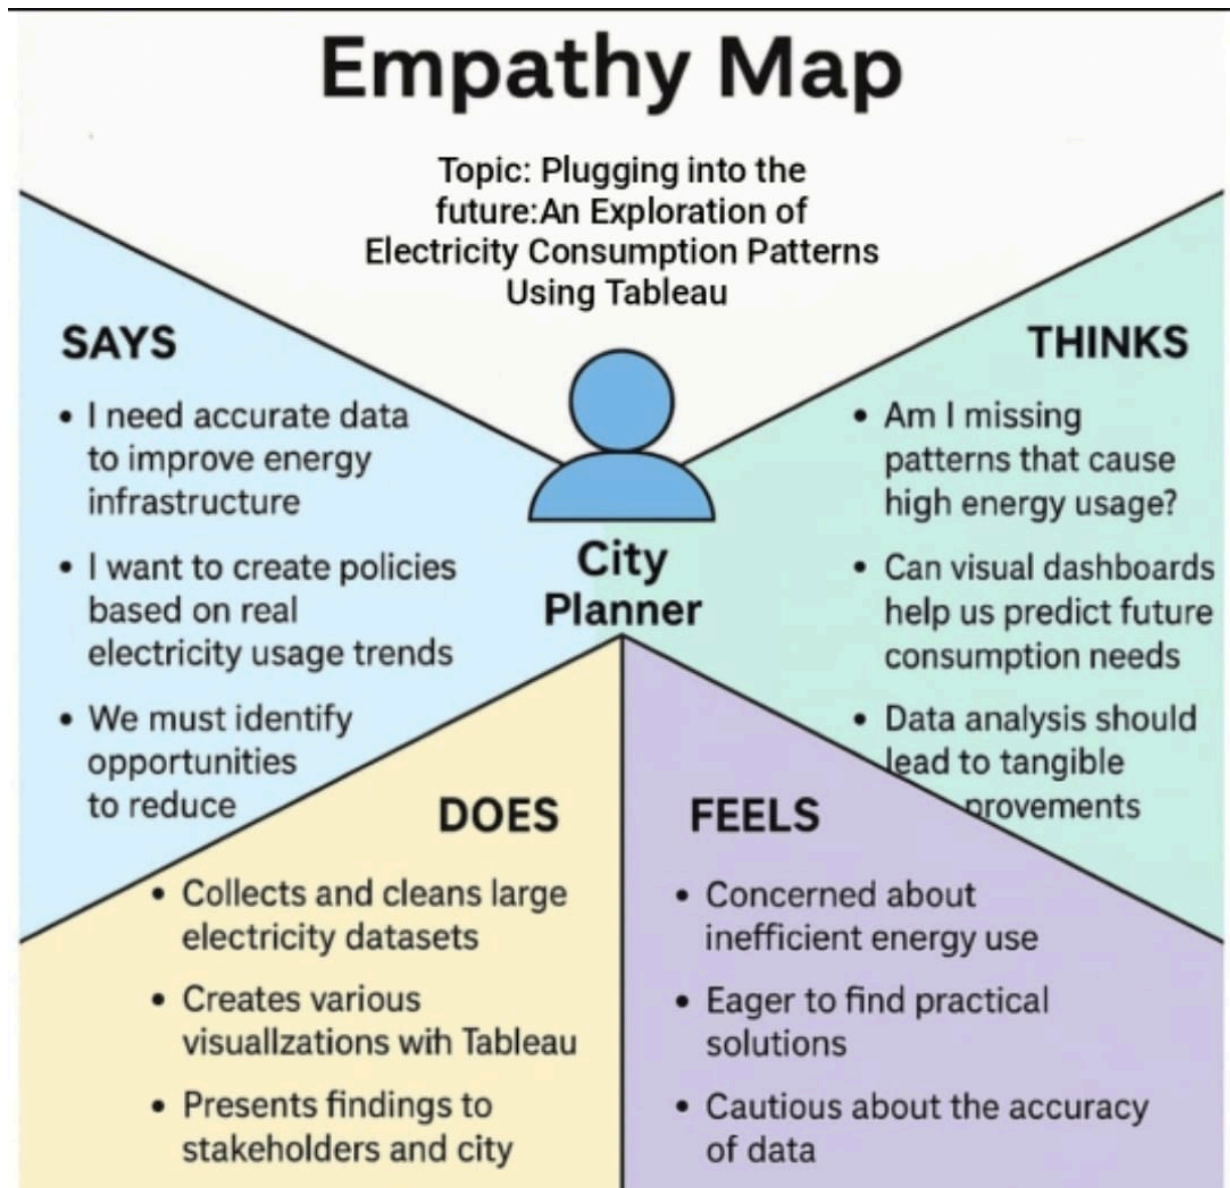 Empathy Map
Topic: Plugging into the
future:An Exploration of
Electricity Consumption Patterns
Using Tableau
SAYS
• I need accurate data
to improve energy
infrastructure
• I want to create policies
based on real
electricity usage trends
• We must identify
opportunities
to reduce
THINKS
• Am I missing
patterns that cause
high energy usage?
• Can visual dashboards
help us predict future
consumption needs
• Data analysis should
lead to tangible
provements
City
Planner
DOES
• Collects and cleans large
electricity datasets
• Creates various
visuallzations wih Tableau
• Presents findings to
stakeholders and city
FEELS
• Concerned about
inefficient energy use
• Eager to find practical
solutions
• Cautious about the accuracy
of data